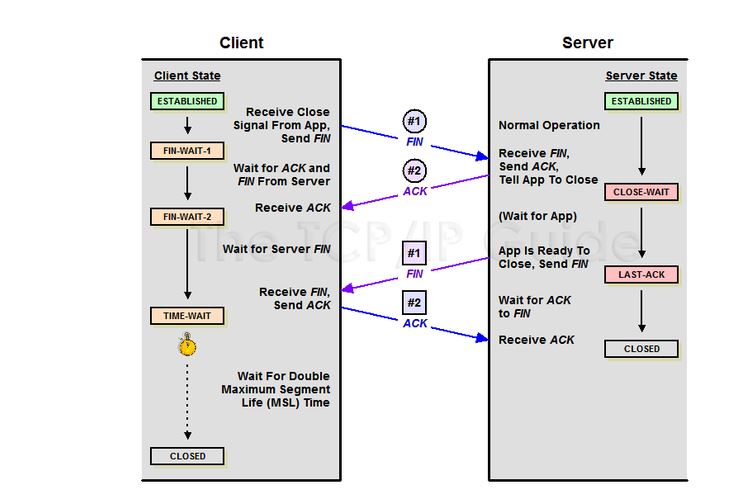 Client
Server
Client State
Server State
ESTABLISHED
ESTABLISHED
Receive Close
Signal From App,
Send FIN
#1
FIN
Normal Operation
FIN-WAIT-1
Receive FIN,
Send ACK,
Tell App To Close
Wait for ACK and
FIN From Server
#2
ACK
CLOSE-WAIT
Receive ACK
FIN-WAIT-2
(Wait for App)
The TCP/IP Guide
Wait for Server FIN
#1
FIN
App Is Ready To
Close, Send FIN
LAST-ACK
Receive FIN,
Send ACK
#2
ACK
Wait for ACK
to FIN
TIME-WAIT
Receive ACK
CLOSED
Wait For Double
Maximum Segment
Life (MSL) Time
CLOSED